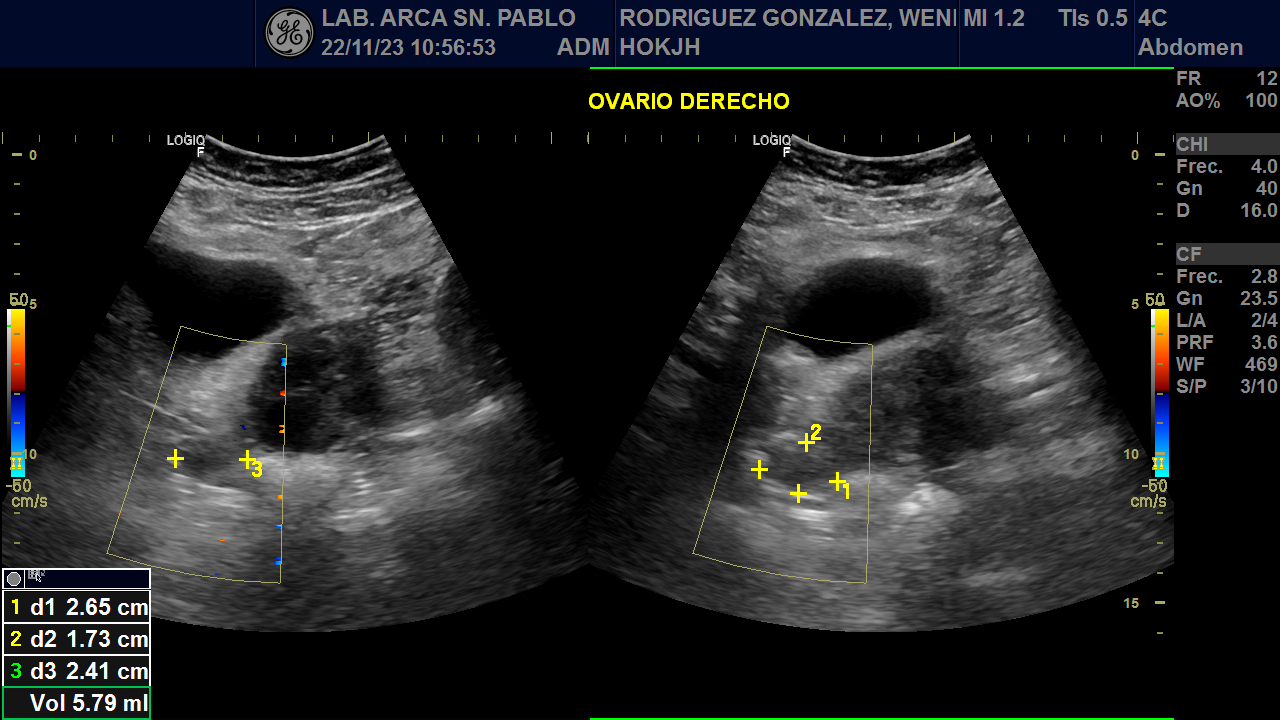 LAB. ARCA SN. PABLO
22/11/23 10:56:53 ADM
RODRIGUEZ GONZALEZ, WENI
HOKJH
MI 1.2 TIs 0.5
4C
Abdomen
OVARIO DERECHO
FR 12
AO% 100
CHI
Frec. 4.0
Gn 40
D 16.0
CF
Frec. 2.8
Gn 23.5
L/A 2/4
PRF 3.6
WF 469
S/P 3/10
LOGIQ
F
LOGIQ
F
0
5
10
50
-50
cm/s
3
0
5
10
15
50
-50
cm/s
2
1
1 d1 2.65 cm
2 d2 1.73 cm
3 d3 2.41 cm
Vol 5.79 ml